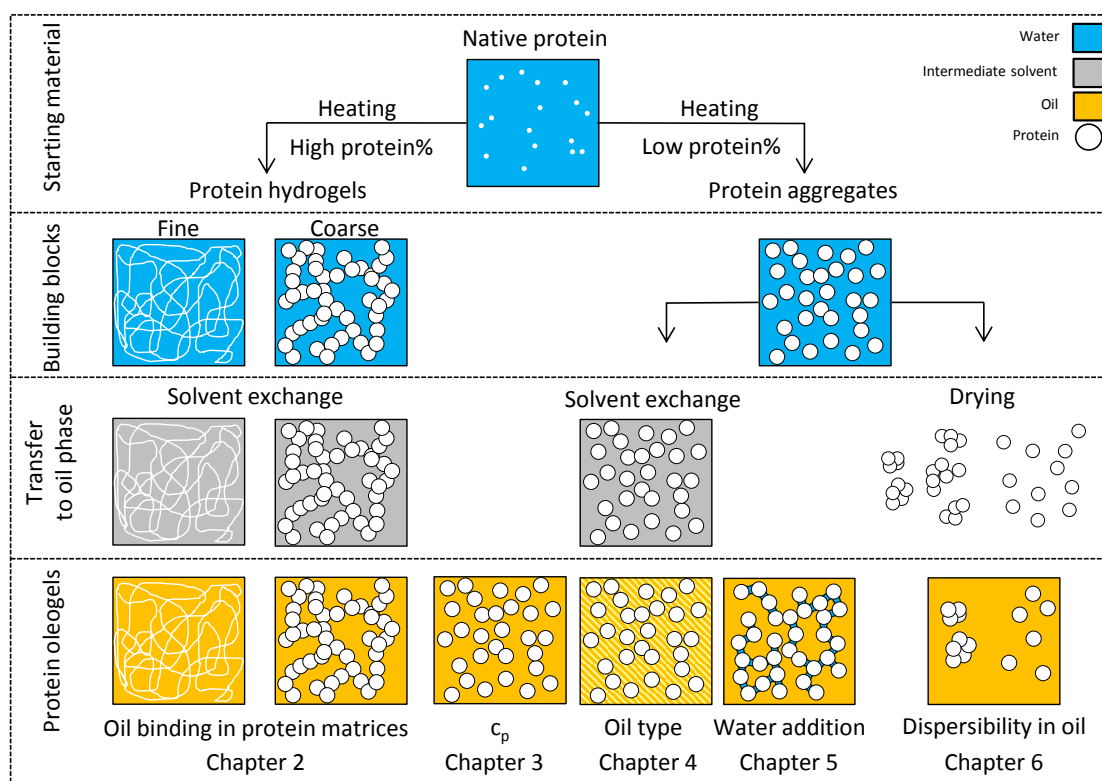 Native protein
Water
Intermediate solvent
Oil
Protein
Starting material
Heating
High protein%
Heating
Low protein%
Protein hydrogels
Protein aggregates
Building blocks
Fine
Coarse
Transfer
to oil phase
Solvent exchange
Solvent exchange
Drying
Protein oleogels
Oil binding in protein matrices
Chapter 2
cₚ
Chapter 3
Oil type
Chapter 4
Water addition
Chapter 5
Dispersibility in oil
Chapter 6